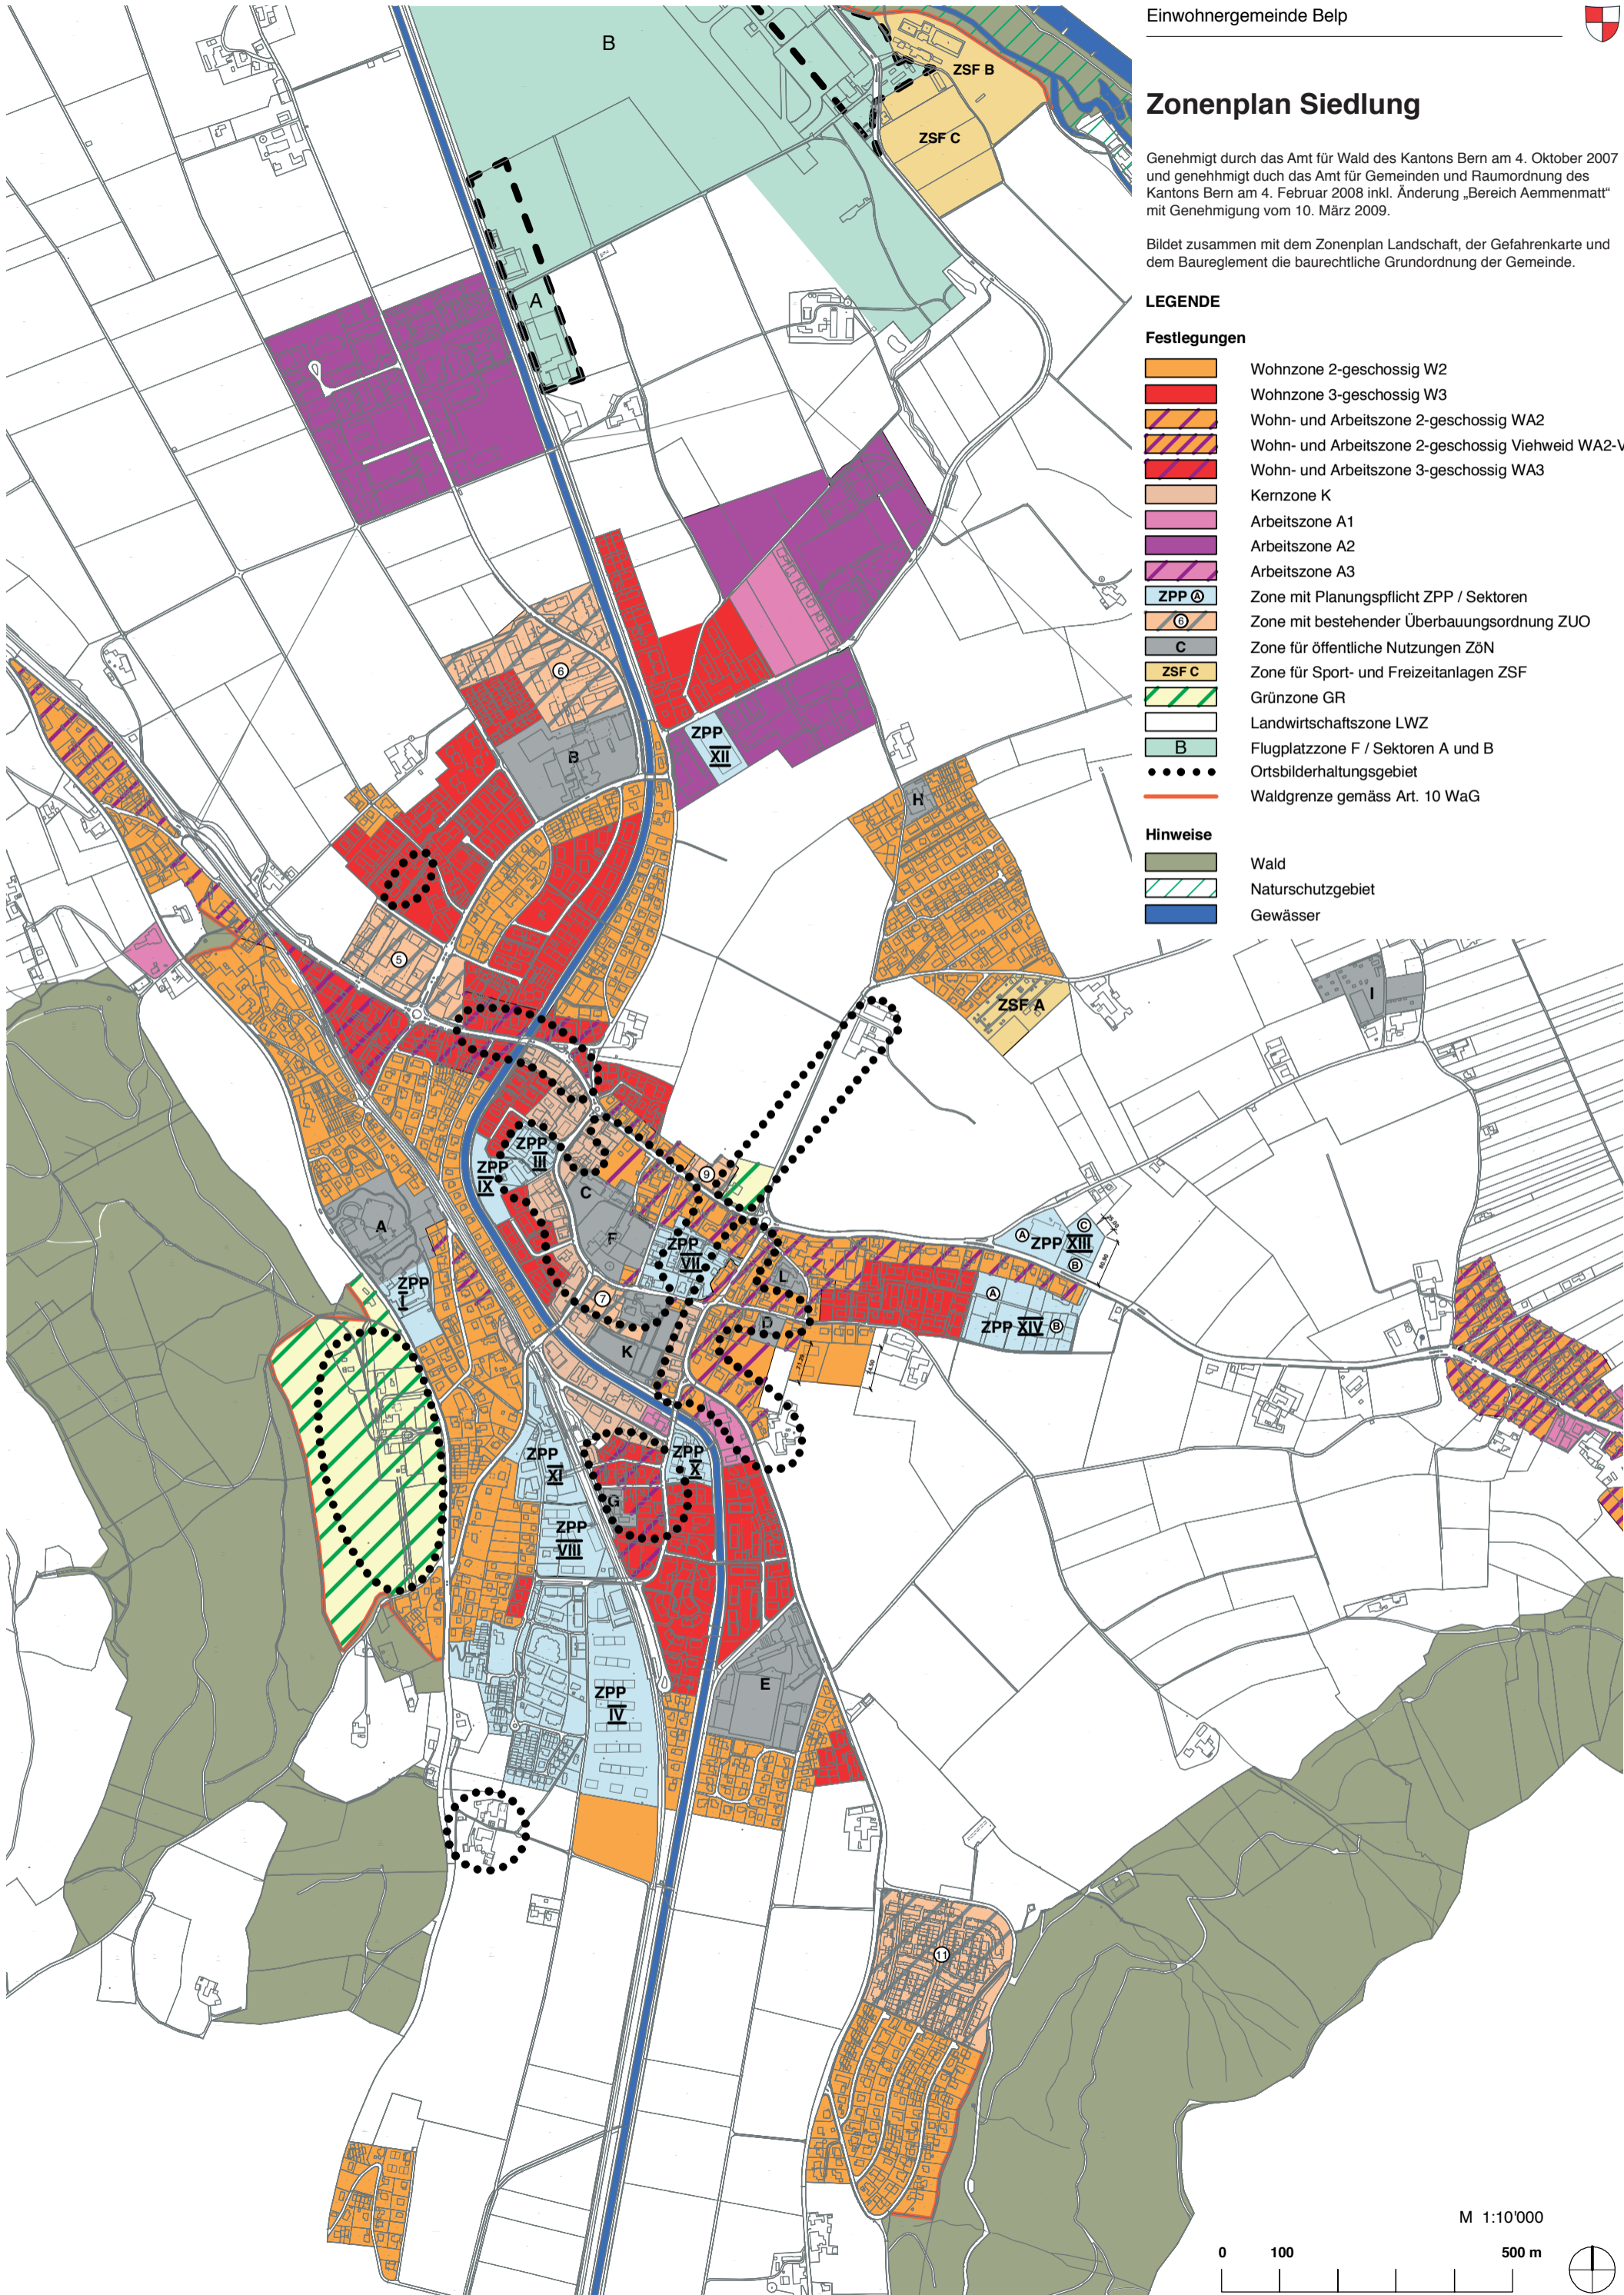 Einwohnergemeinde Belp
Zonenplan Siedlung
Genehmigt durch das Amt für Wald des Kantons Bern am 4. Oktober 2007
und genehhmigt duch das Amt für Gemeinden und Raumordnung des
Kantons Bern am 4. Februar 2008 inkl. Änderung „Bereich Aemmenmatt“
mit Genehmigung vom 10. März 2009.
Bildet zusammen mit dem Zonenplan Landschaft, der Gefahrenkarte und
dem Baureglement die baurechtliche Grundordnung der Gemeinde.
LEGENDE
Festlegungen
Wohnzone 2-geschossig W2
Wohnzone 3-geschossig W3
Wohn- und Arbeitszone 2-geschossig WA2
Wohn- und Arbeitszone 2-geschossig Viehweid WA2-V
Wohn- und Arbeitszone 3-geschossig WA3
Kernzone K
Arbeitszone A1
Arbeitszone A2
Arbeitszone A3
ZPP A Zone mit Planungspflicht ZPP / Sektoren
6 Zone mit bestehender Überbauungsordnung ZUO
C Zone für öffentliche Nutzungen ZöN
ZSF C Zone für Sport- und Freizeitanlagen ZSF
Grünzone GR
Landwirtschaftszone LWZ
B Flugplatzzone F / Sektoren A und B
Ortsbilderhaltungsgebiet
Waldgrenze gemäss Art. 10 WaG
Hinweise
Wald
Naturschutzgebiet
Gewässer
B
ZSF B
ZSF C
A
6
B
ZPP
XII
H
5
ZSF A
I
ZPP
III
ZPP
IX
C
9
A
F
ZPP
VII
A
C
ZPP XIII
B
L
ZPP
I
7
D
A
ZPP XIV B
K
ZPP
XI
ZPP
X
G
ZPP
VIII
E
ZPP
IV
11
M 1:10'000
0 100 500 m